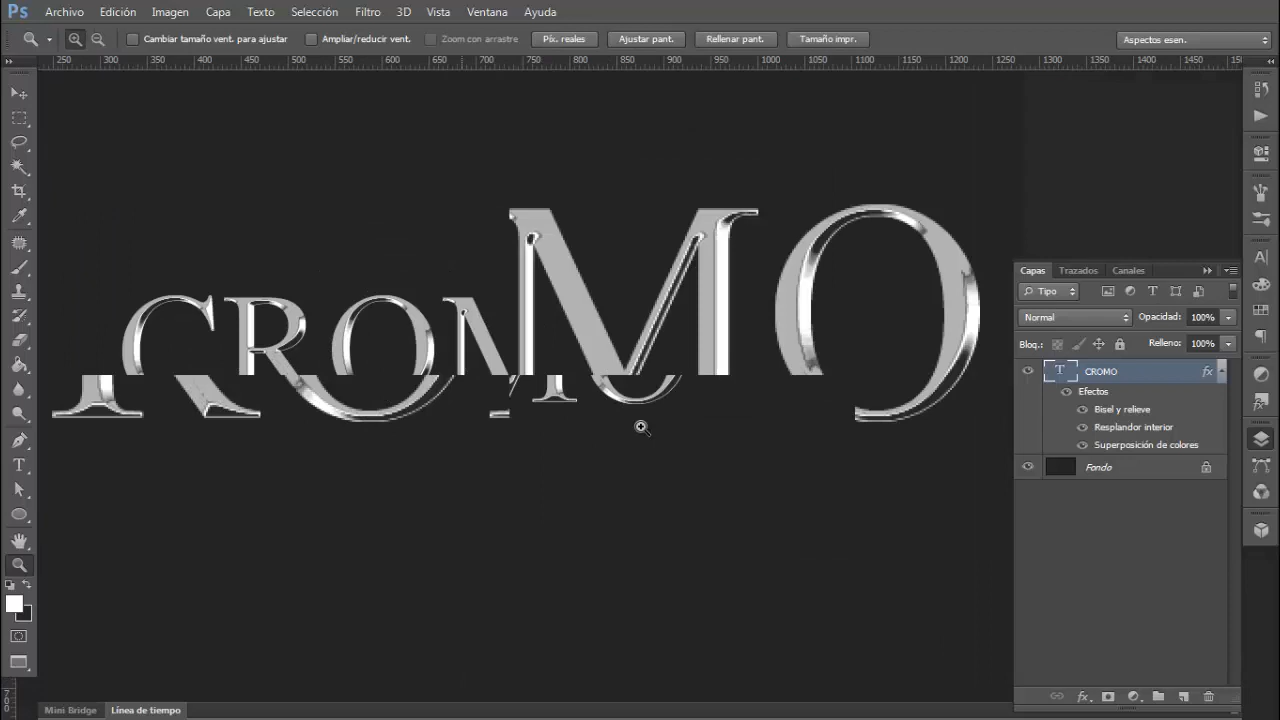 Ps Archivo Edición Imagen Capa Texto Selección Filtro 3D Vista Ventana Ayuda
Cambiar tamaño vent. para ajustar Ampliar/reducir vent. Zoom con arrastre Píx. reales Ajustar pant. Rellenar pant. Tamaño impr. Aspectos esen.
250 300 350 400 450 500 550 600 650 700 750 800 850 900 950 1000 1050 1100 1150 1200 1250 1300 1350 1400 1450
CROM
MO
Capas Trazados Canales
Tipo
Normal Opacidad: 100%
Bloq.: Relleno: 100%
T CROMO fx
Efectos
Bisel y relieve
Resplandor interior
Superposición de colores
Fondo
700
Mini Bridge Línea de tiempo